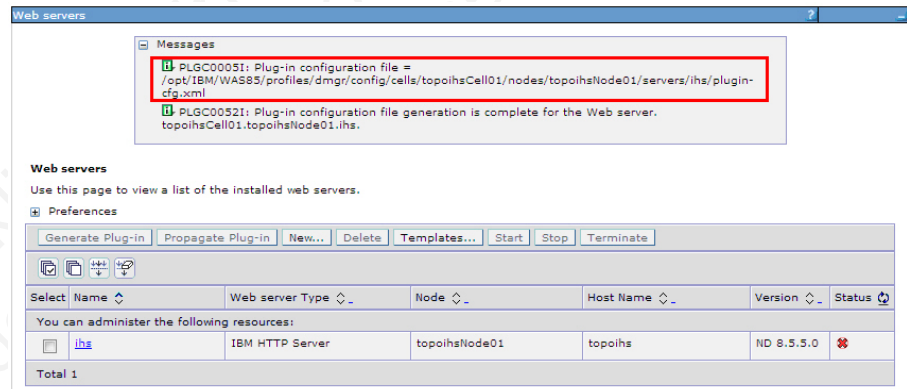 Web servers ? _
Messages
PLGC0005I: Plug-in configuration file =
/opt/IBM/WAS85/profiles/dmgr/config/cells/topoihsCell01/nodes/topoihsNode01/servers/ihs/plugin-
cfg.xml
PLGC0052I: Plug-in configuration file generation is complete for the Web server.
topoihsCell01.topoihsNode01.ihs.
Web servers
Use this page to view a list of the installed web servers.
Preferences
Generate Plug-in Propagate Plug-in New... Delete Templates... Start Stop Terminate
Select Name Web server Type Node Host Name Version Status
You can administer the following resources:
ihs IBM HTTP Server topoihsNode01 topoihs ND 8.5.5.0
Total 1